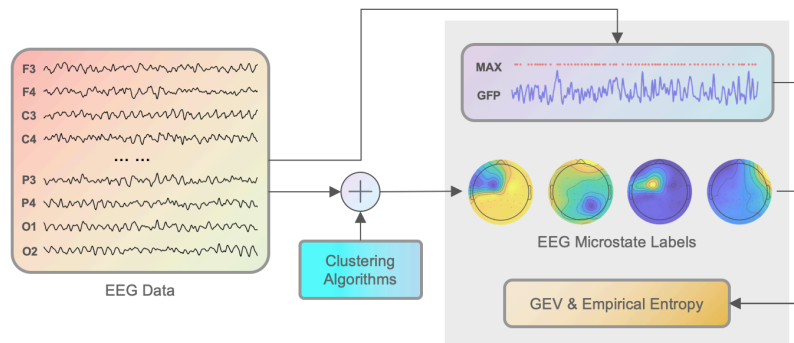 F3
F4
C3
C4
... ...
P3
P4
O1
O2
EEG Data
Clustering
Algorithms
MAX
GFP
EEG Microstate Labels
GEV & Empirical Entropy